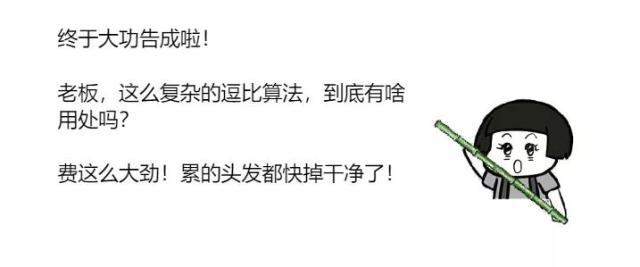 终于大功告成啦！
老板，这么复杂的逗比算法，到底有啥
用处吗？
费这么大劲！累的头发都快掉干净了！